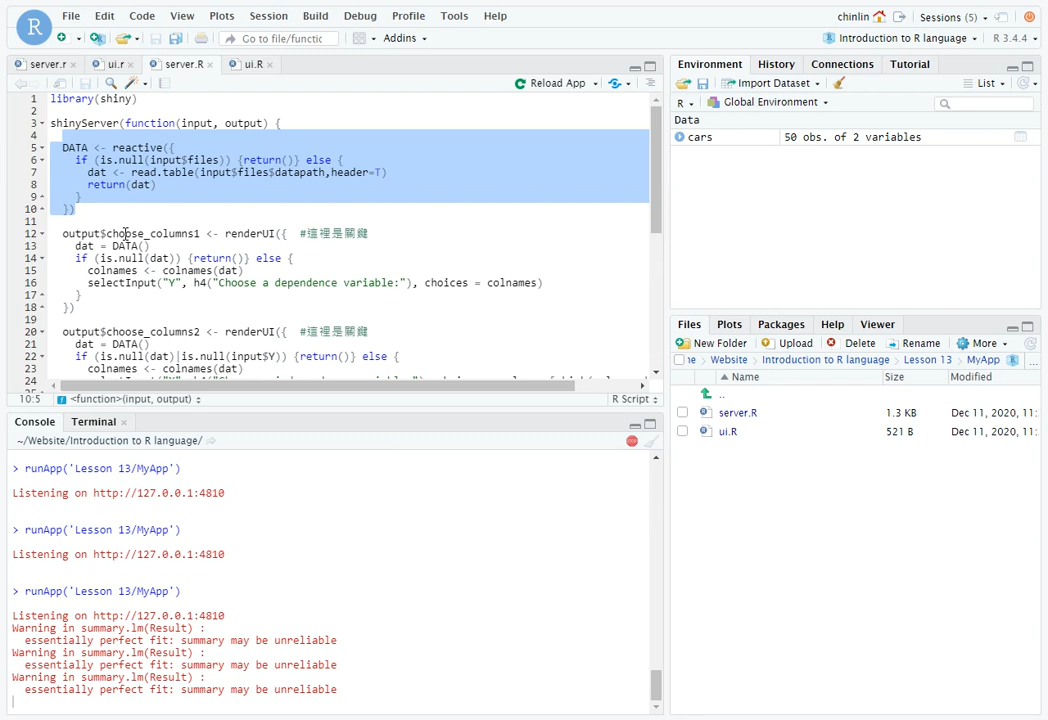 File Edit Code View Plots Session Build Debug Profile Tools Help
chinlin Sessions (5)
Go to file/functic Addins
Introduction to R language R 3.4.4
server.r ui.r server.R ui.R
Reload App
1 library(shiny)
2
3 shinyServer(function(input, output) {
4
5 DATA <- reactive({
6 if (is.null(input$files)) {return()} else {
7 dat <- read.table(input$files$datapath,header=T)
8 return(dat)
9 }
10 })
11
12 output$choose_columns1 <- renderUI({ #這裡是關鍵
13 dat = DATA()
14 if (is.null(dat)) {return()} else {
15 colnames <- colnames(dat)
16 selectInput("Y", h4("Choose a dependence variable:"), choices = colnames)
17 }
18 })
19
20 output$choose_columns2 <- renderUI({ #這裡是關鍵
21 dat = DATA()
22 if (is.null(dat)|is.null(input$Y)) {return()} else {
23 colnames <- colnames(dat)
24
10:5 <function>(input, output) R Script
Console Terminal
~/Website/Introduction to R language/
> runApp('Lesson 13/MyApp')
Listening on http://127.0.0.1:4810
> runApp('Lesson 13/MyApp')
Listening on http://127.0.0.1:4810
> runApp('Lesson 13/MyApp')
Listening on http://127.0.0.1:4810
Warning in summary.lm(Result) :
essentially perfect fit: summary may be unreliable
Warning in summary.lm(Result) :
essentially perfect fit: summary may be unreliable
Warning in summary.lm(Result) :
essentially perfect fit: summary may be unreliable
Environment History Connections Tutorial
Import Dataset List
R Global Environment
Data
cars 50 obs. of 2 variables
Files Plots Packages Help Viewer
New Folder Upload Delete Rename More
Website Introduction to R language Lesson 13 MyApp ...
Name Size Modified
..
server.R 1.3 KB Dec 11, 2020, 11:
ui.R 521 B Dec 11, 2020, 11: